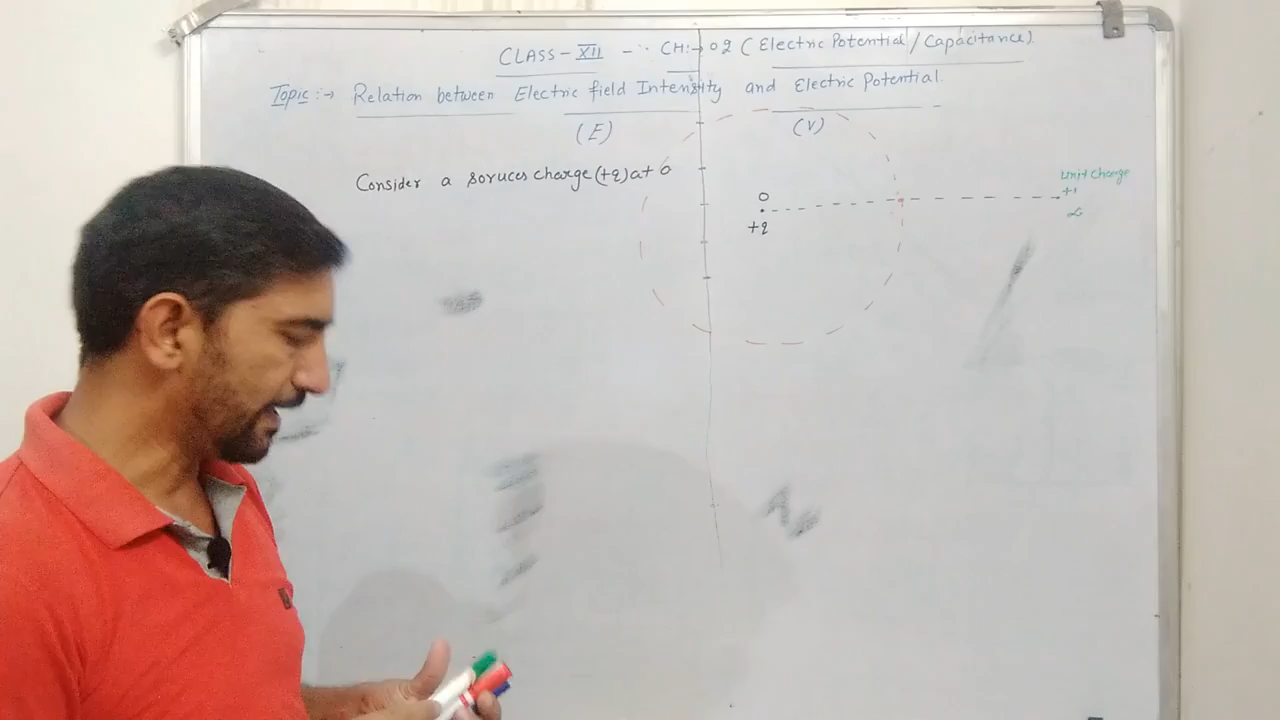 CLASS-XII -: CH:→02 (Electric Potential/Capacitance)
Topic:→ Relation between Electric field Intensity and Electric Potential.
(E) (V)
Consider a soruces charge (+q) at O
Unit Charge
+1
∞
O
+q